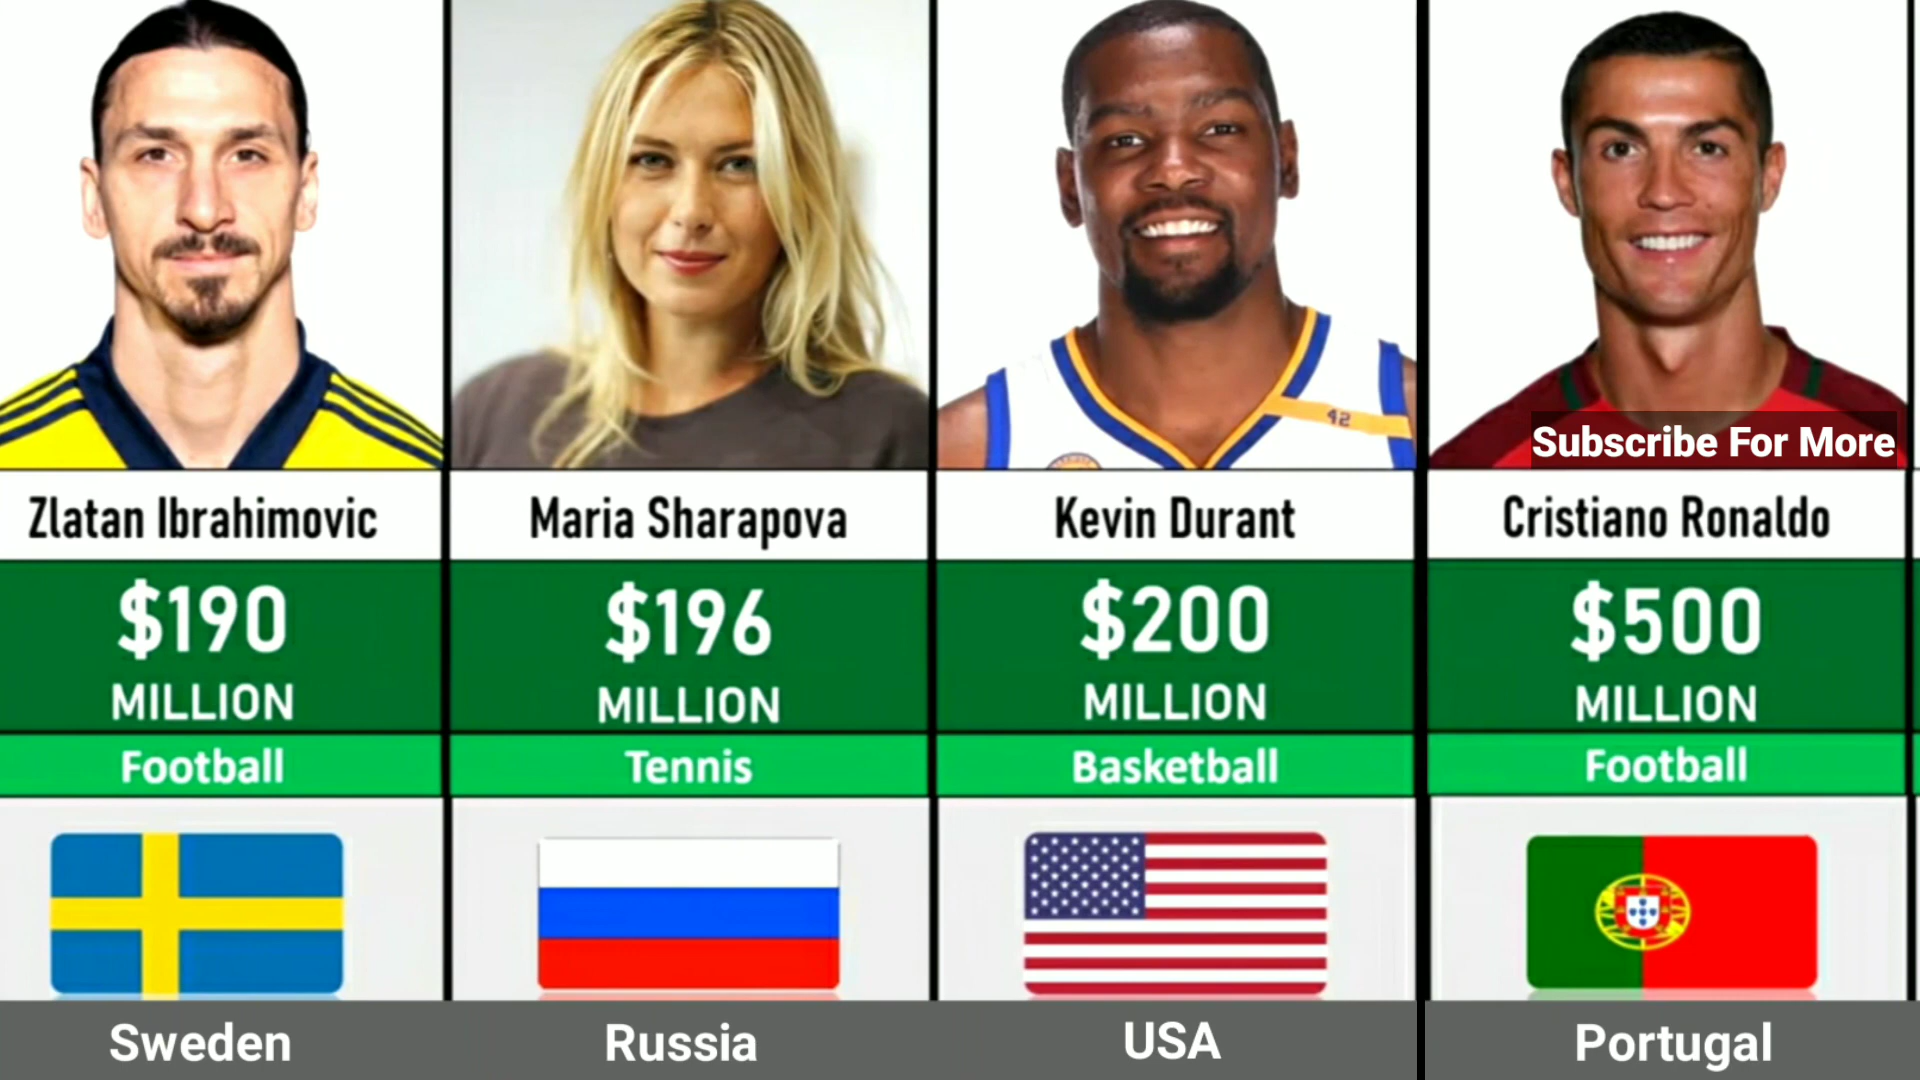 42
Subscribe For More
Zlatan Ibrahimovic
$190
MILLION
Football
Sweden
Maria Sharapova
$196
MILLION
Tennis
Russia
Kevin Durant
$200
MILLION
Basketball
USA
Cristiano Ronaldo
$500
MILLION
Football
Portugal